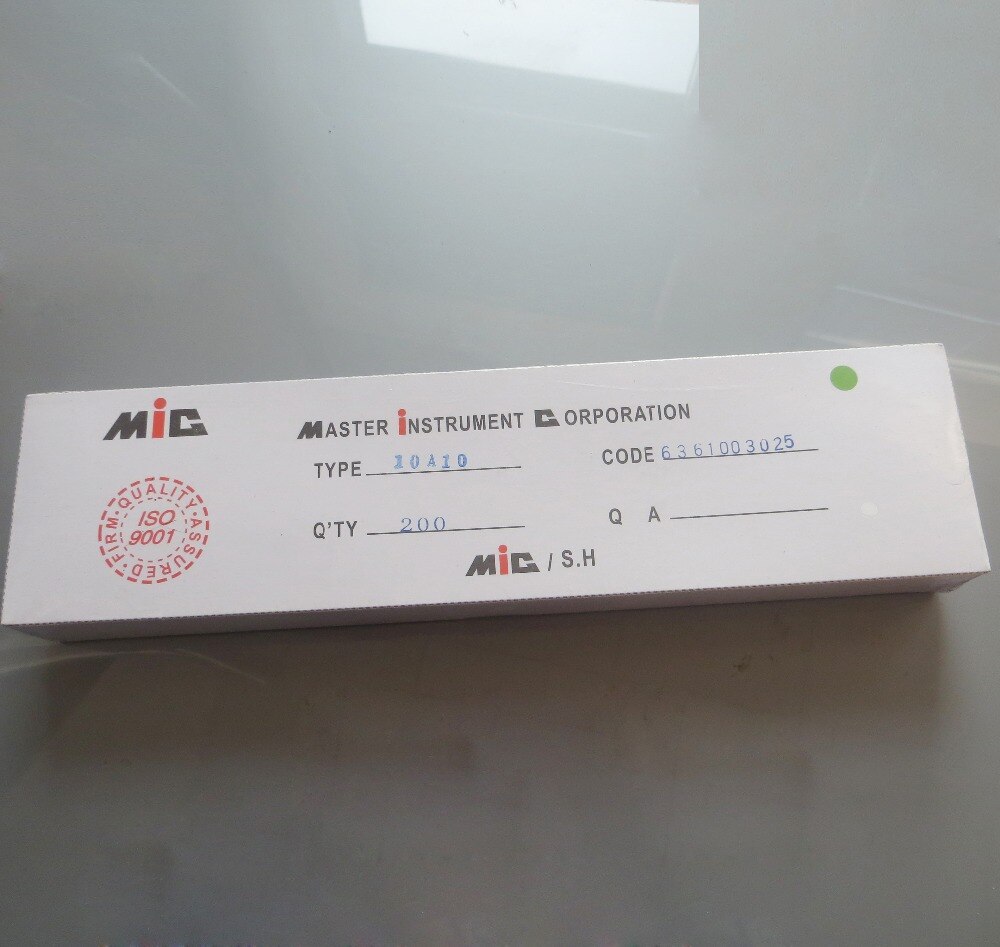 MiC
MASTER iNSTRUMENT CORPORATION
TYPE 10A10
CODE 6361003025
QUALITY · ASSURED · FIRM ·
ISO
9001
Q'TY 200
Q A
MiC / S.H